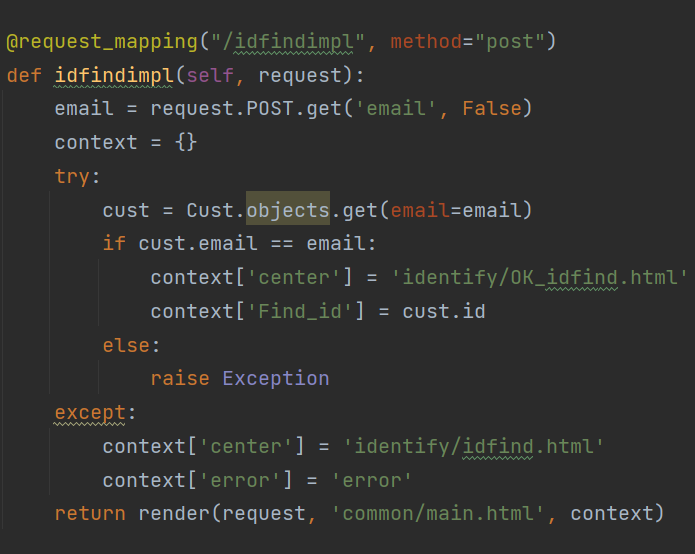 @request_mapping("/idfindimpl", method="post")
def idfindimpl(self, request):
    email = request.POST.get('email', False)
    context = {}
    try:
        cust = Cust.objects.get(email=email)
        if cust.email == email:
            context['center'] = 'identify/OK_idfind.html'
            context['Find_id'] = cust.id
        else:
            raise Exception
    except:
        context['center'] = 'identify/idfind.html'
        context['error'] = 'error'
    return render(request, 'common/main.html', context)